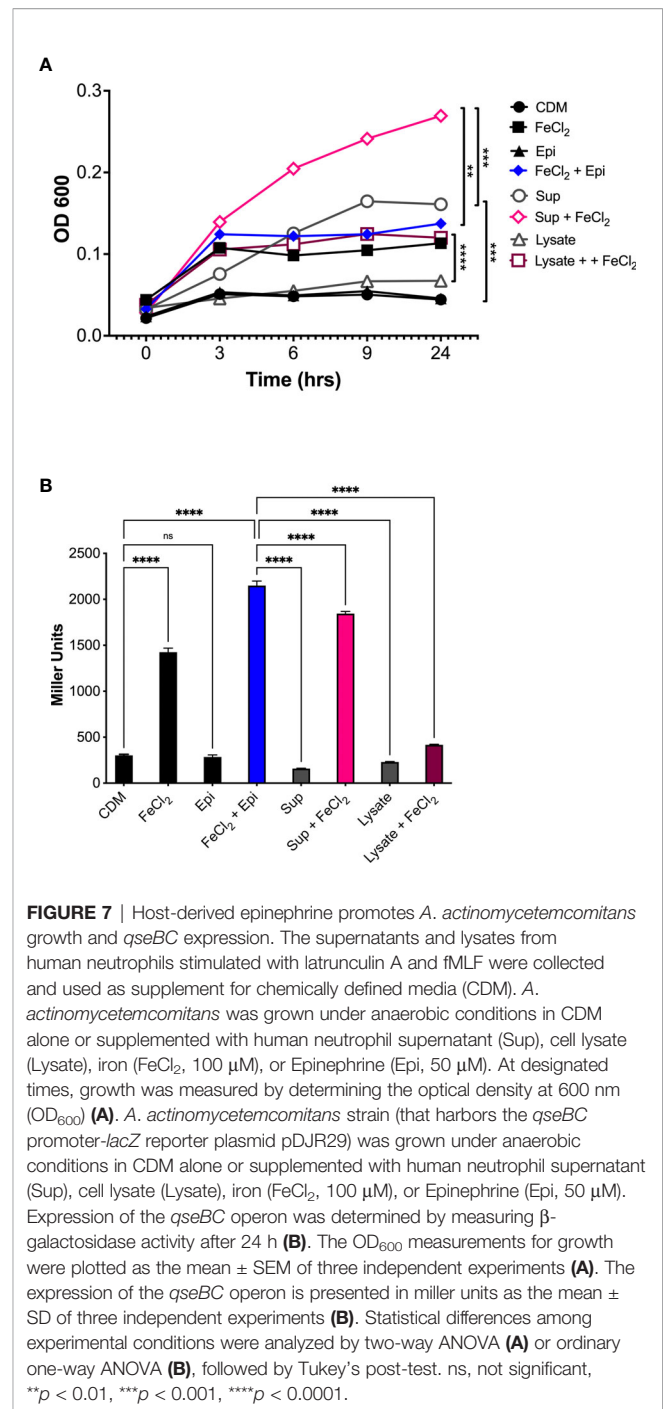 A
0.3
0.2
0.1
0.0
OD 600
0
3
6
9
24
Time (hrs)
**
***
****
***
CDM
FeCl₂
Epi
FeCl₂ + Epi
Sup
Sup + FeCl₂
Lysate
Lysate + + FeCl₂
B
****
****
ns
****
****
****
****
2500
2000
1500
1000
500
0
Miller Units
CDM
FeCl₂
Epi
FeCl₂ + Epi
Sup
Sup + FeCl₂
Lysate
Lysate + FeCl₂
FIGURE 7 | Host-derived epinephrine promotes A. actinomycetemcomitans
growth and qseBC expression. The supernatants and lysates from
human neutrophils stimulated with latrunculin A and fMLF were collected
and used as supplement for chemically defined media (CDM). A.
actinomycetemcomitans was grown under anaerobic conditions in CDM
alone or supplemented with human neutrophil supernatant (Sup), cell lysate
(Lysate), iron (FeCl₂, 100 μM), or Epinephrine (Epi, 50 μM). At designated
times, growth was measured by determining the optical density at 600 nm
(OD₆₀₀) (A). A. actinomycetemcomitans strain (that harbors the qseBC
promoter-lacZ reporter plasmid pDJR29) was grown under anaerobic
conditions in CDM alone or supplemented with human neutrophil supernatant
(Sup), cell lysate (Lysate), iron (FeCl₂, 100 μM), or Epinephrine (Epi, 50 μM).
Expression of the qseBC operon was determined by measuring β-
galactosidase activity after 24 h (B). The OD₆₀₀ measurements for growth
were plotted as the mean ± SEM of three independent experiments (A). The
expression of the qseBC operon is presented in miller units as the mean ±
SD of three independent experiments (B). Statistical differences among
experimental conditions were analyzed by two-way ANOVA (A) or ordinary
one-way ANOVA (B), followed by Tukey's post-test. ns, not significant,
**p < 0.01, ***p < 0.001, ****p < 0.0001.